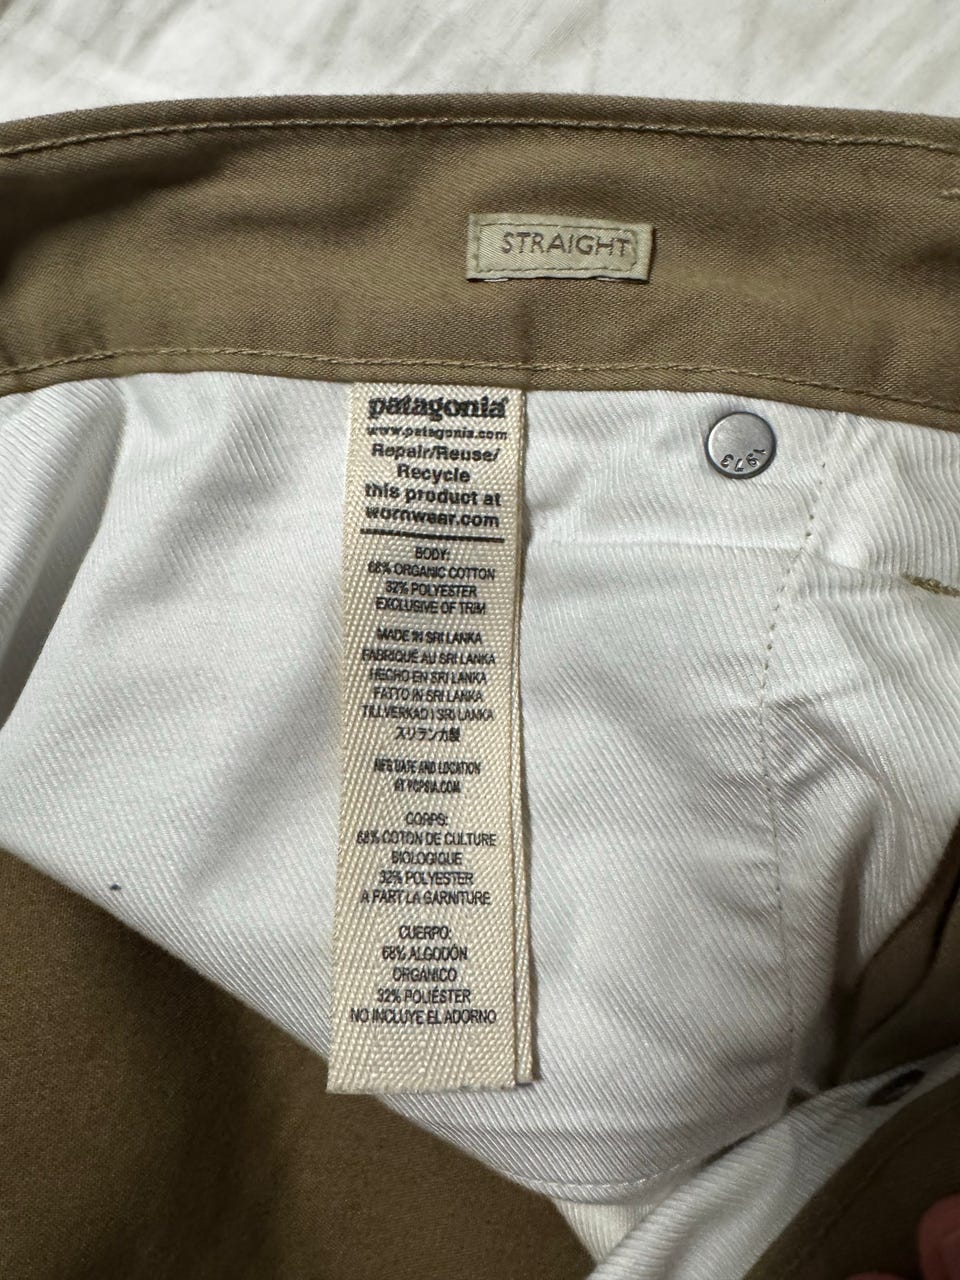 STRAIGHT
patagonia
www.patagonia.com
Repair/Reuse/
Recycle
this product at
wornwear.com
1973
BODY:
68% ORGANIC COTTON
32% POLYESTER
EXCLUSIVE OF TRIM
MADE IN SRI LANKA
FABRIQUÉ AU SRI LANKA
HECHO EN SRI LANKA
FATTO IN SRI LANKA
TILLVERKAD I SRI LANKA
スリランカ製
MFG DATE AND LOCATION
AT PCPSIA.COM
CORPS:
68% COTON DE CULTURE
BIOLOGIQUE
32% POLYESTER
À PART LA GARNITURE
CUERPO:
68% ALGODÓN
ORGÁNICO
32% POLIÉSTER
NO INCLUYE EL ADORNO